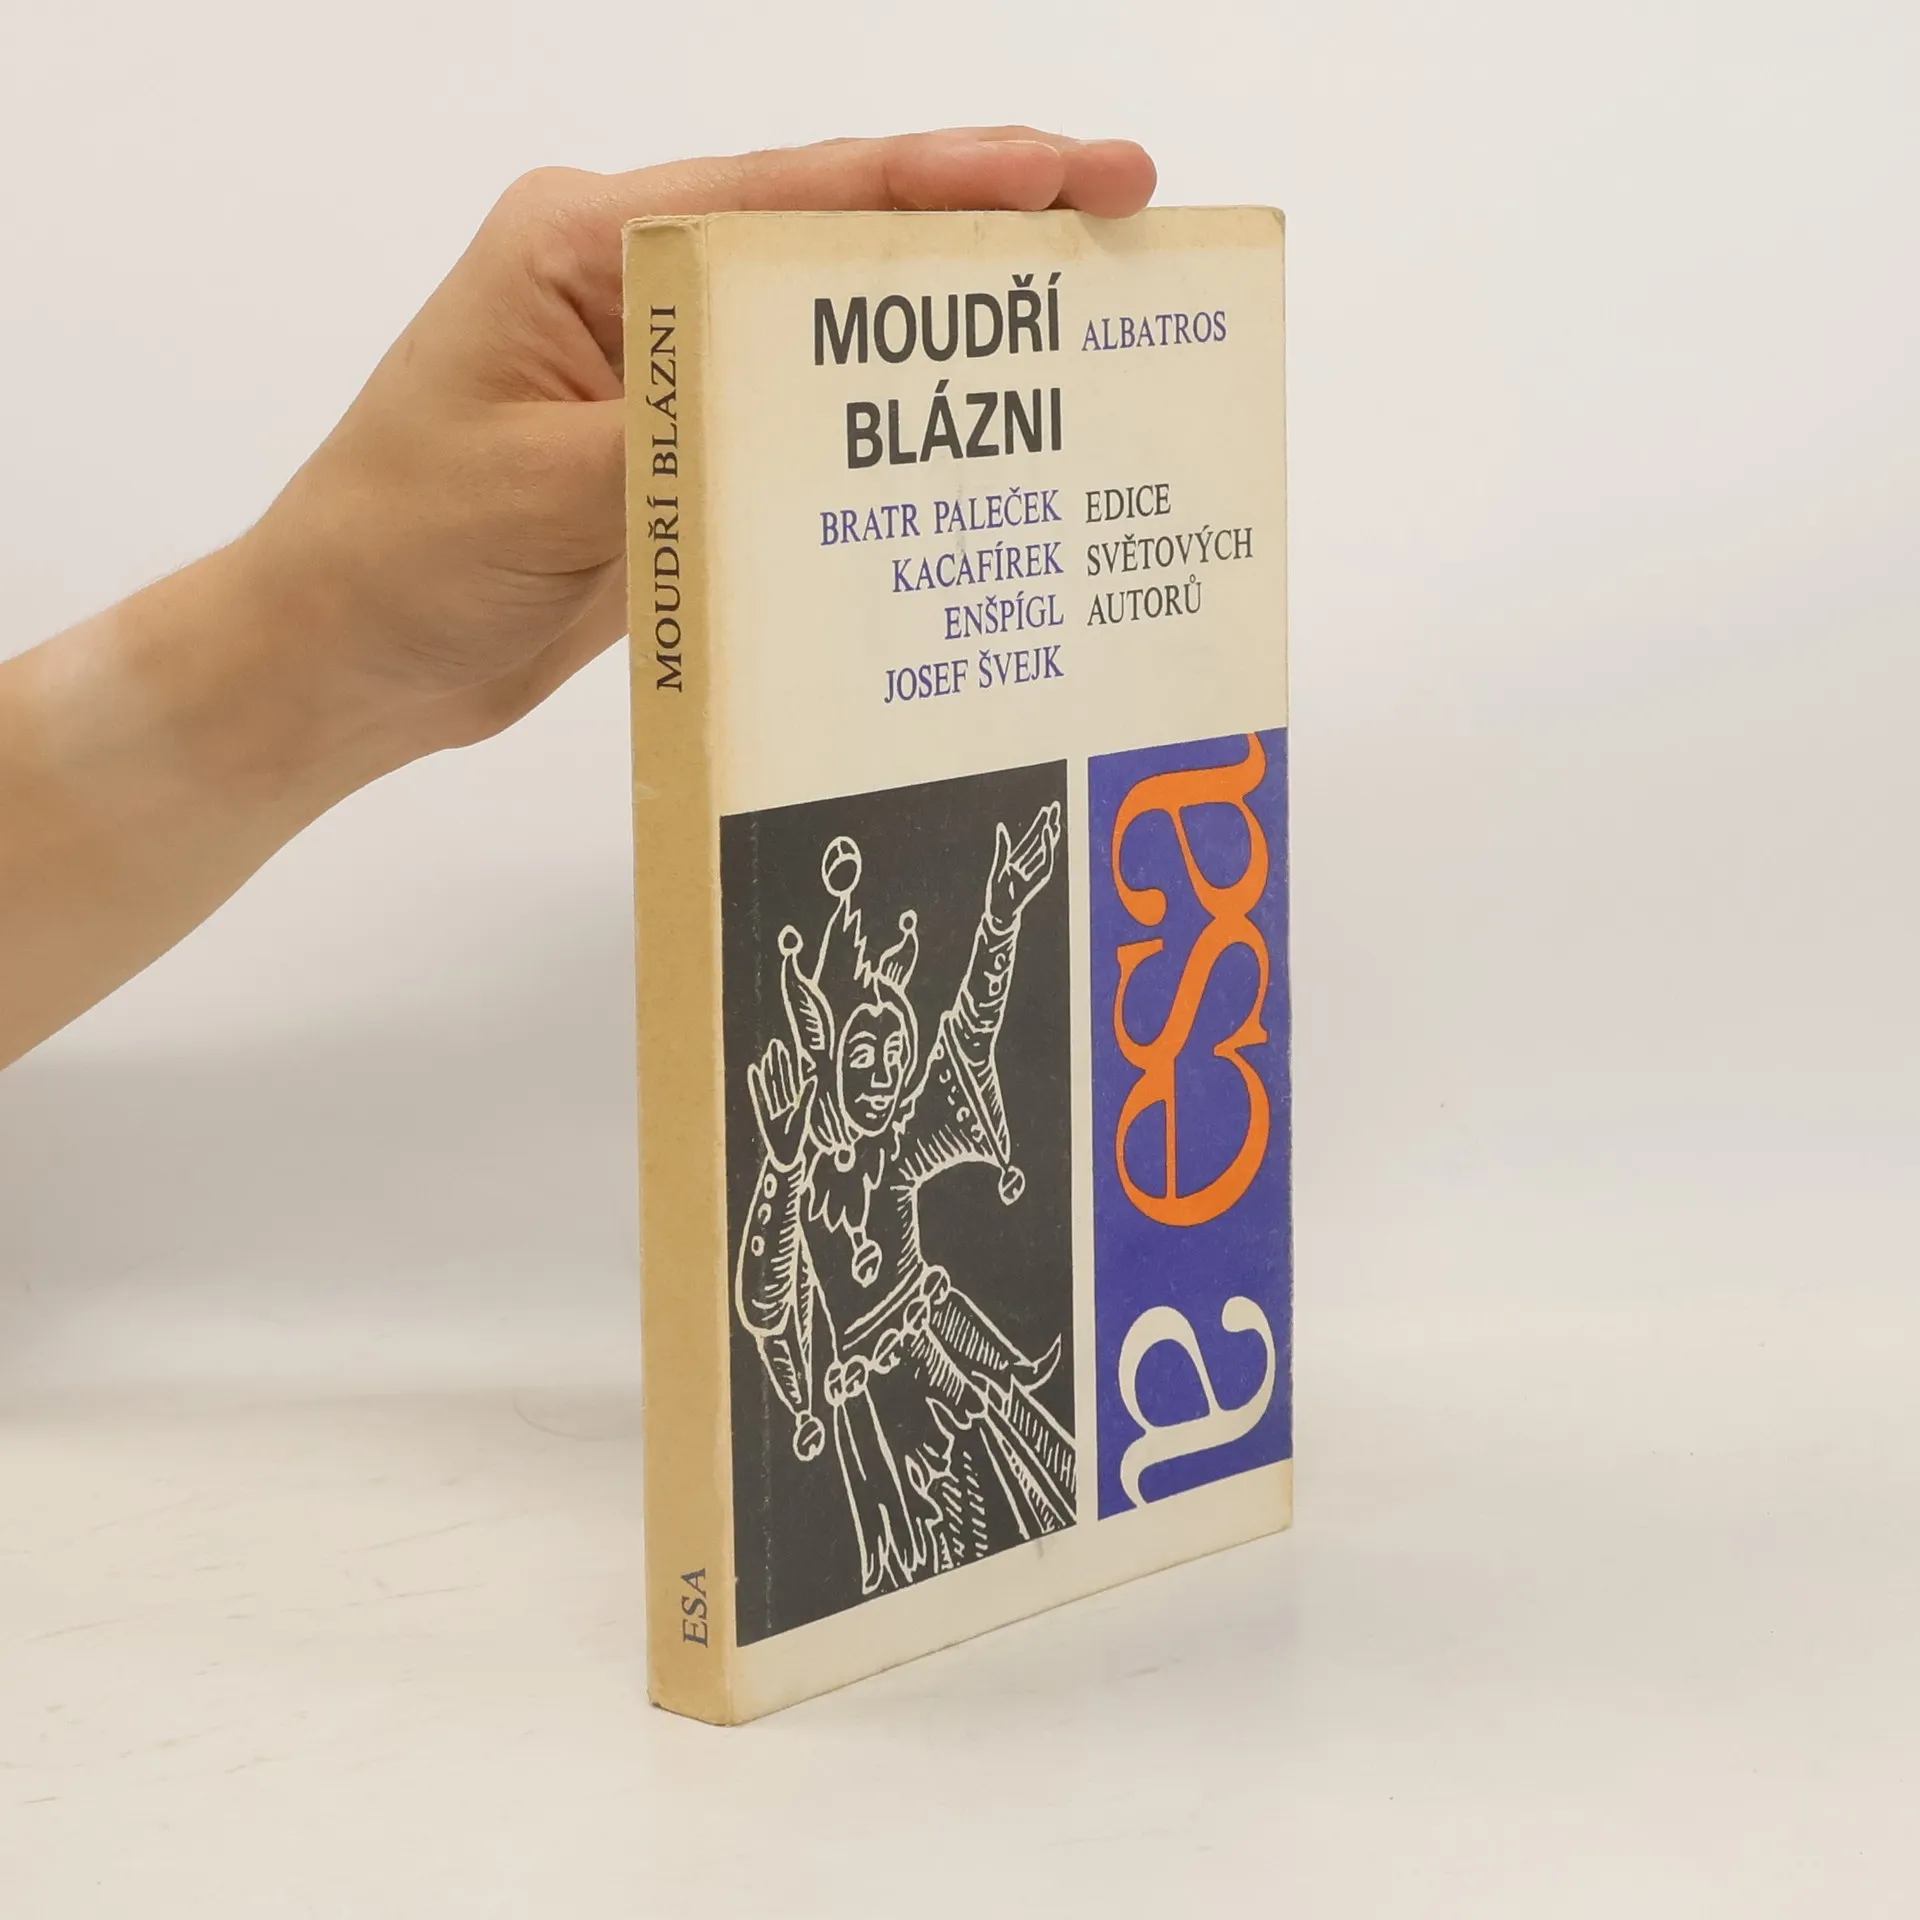 MOUDŘÍ BLÁZNI
ESA
MOUDŘÍ
BLÁZNI
ALBATROS
BRATR PALEČEK
KACAFÍREK
ENŠPÍGL
JOSEF ŠVEJK
EDICE
SVĚTOVÝCH
AUTORŮ
a esa